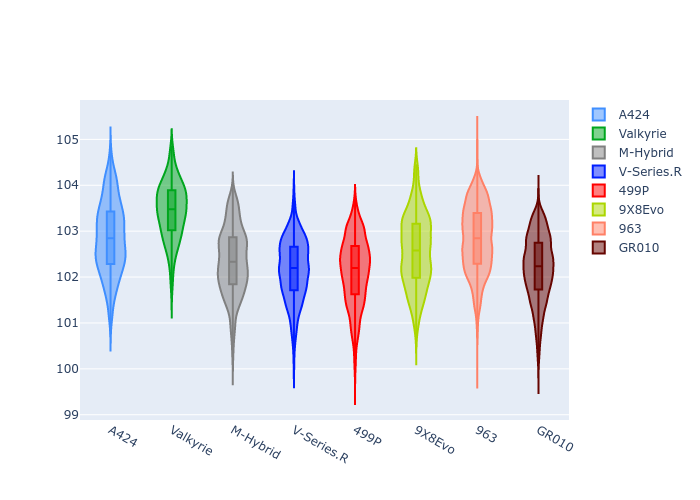 105
104
103
102
101
100
99
A424
Valkyrie
M-Hybrid
V-Series.R
499P
9X8Evo
963
GR010
A424
Valkyrie
M-Hybrid
V-Series.R
499P
9X8Evo
963
GR010